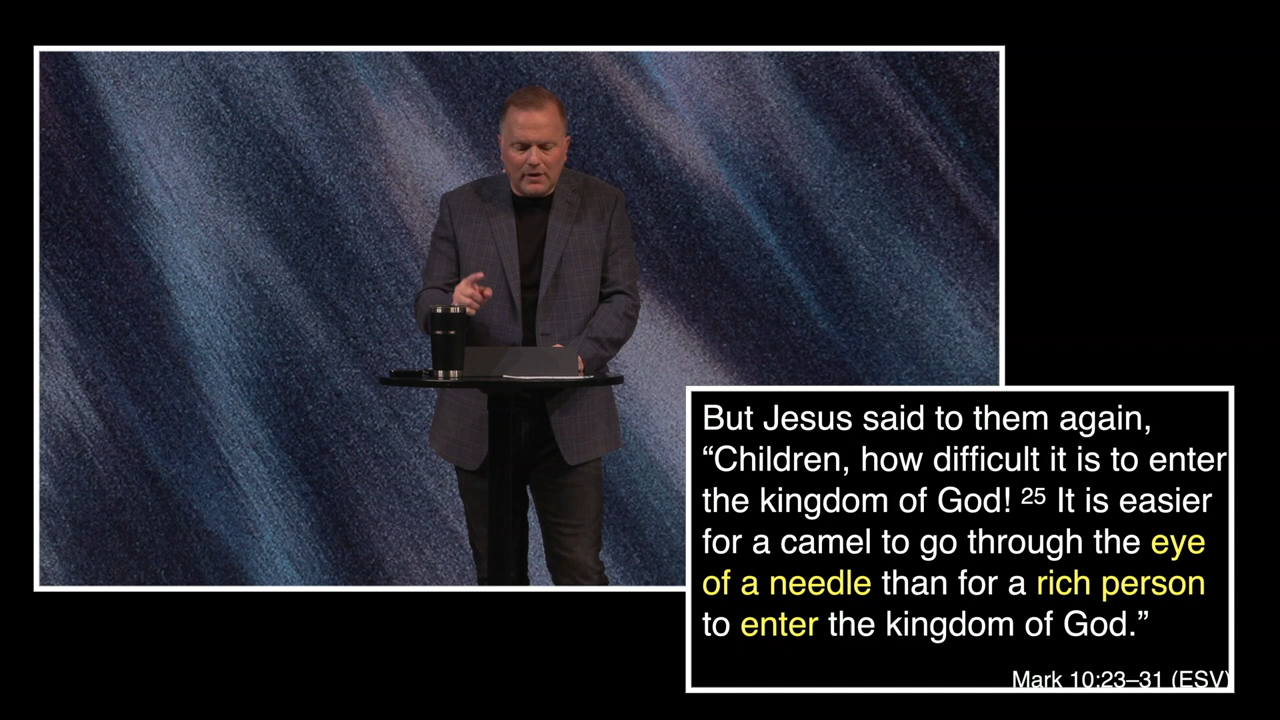 But Jesus said to them again,
“Children, how difficult it is to enter
the kingdom of God! 25 It is easier
for a camel to go through the eye
of a needle than for a rich person
to enter the kingdom of God.”
Mark 10:23–31 (ESV)